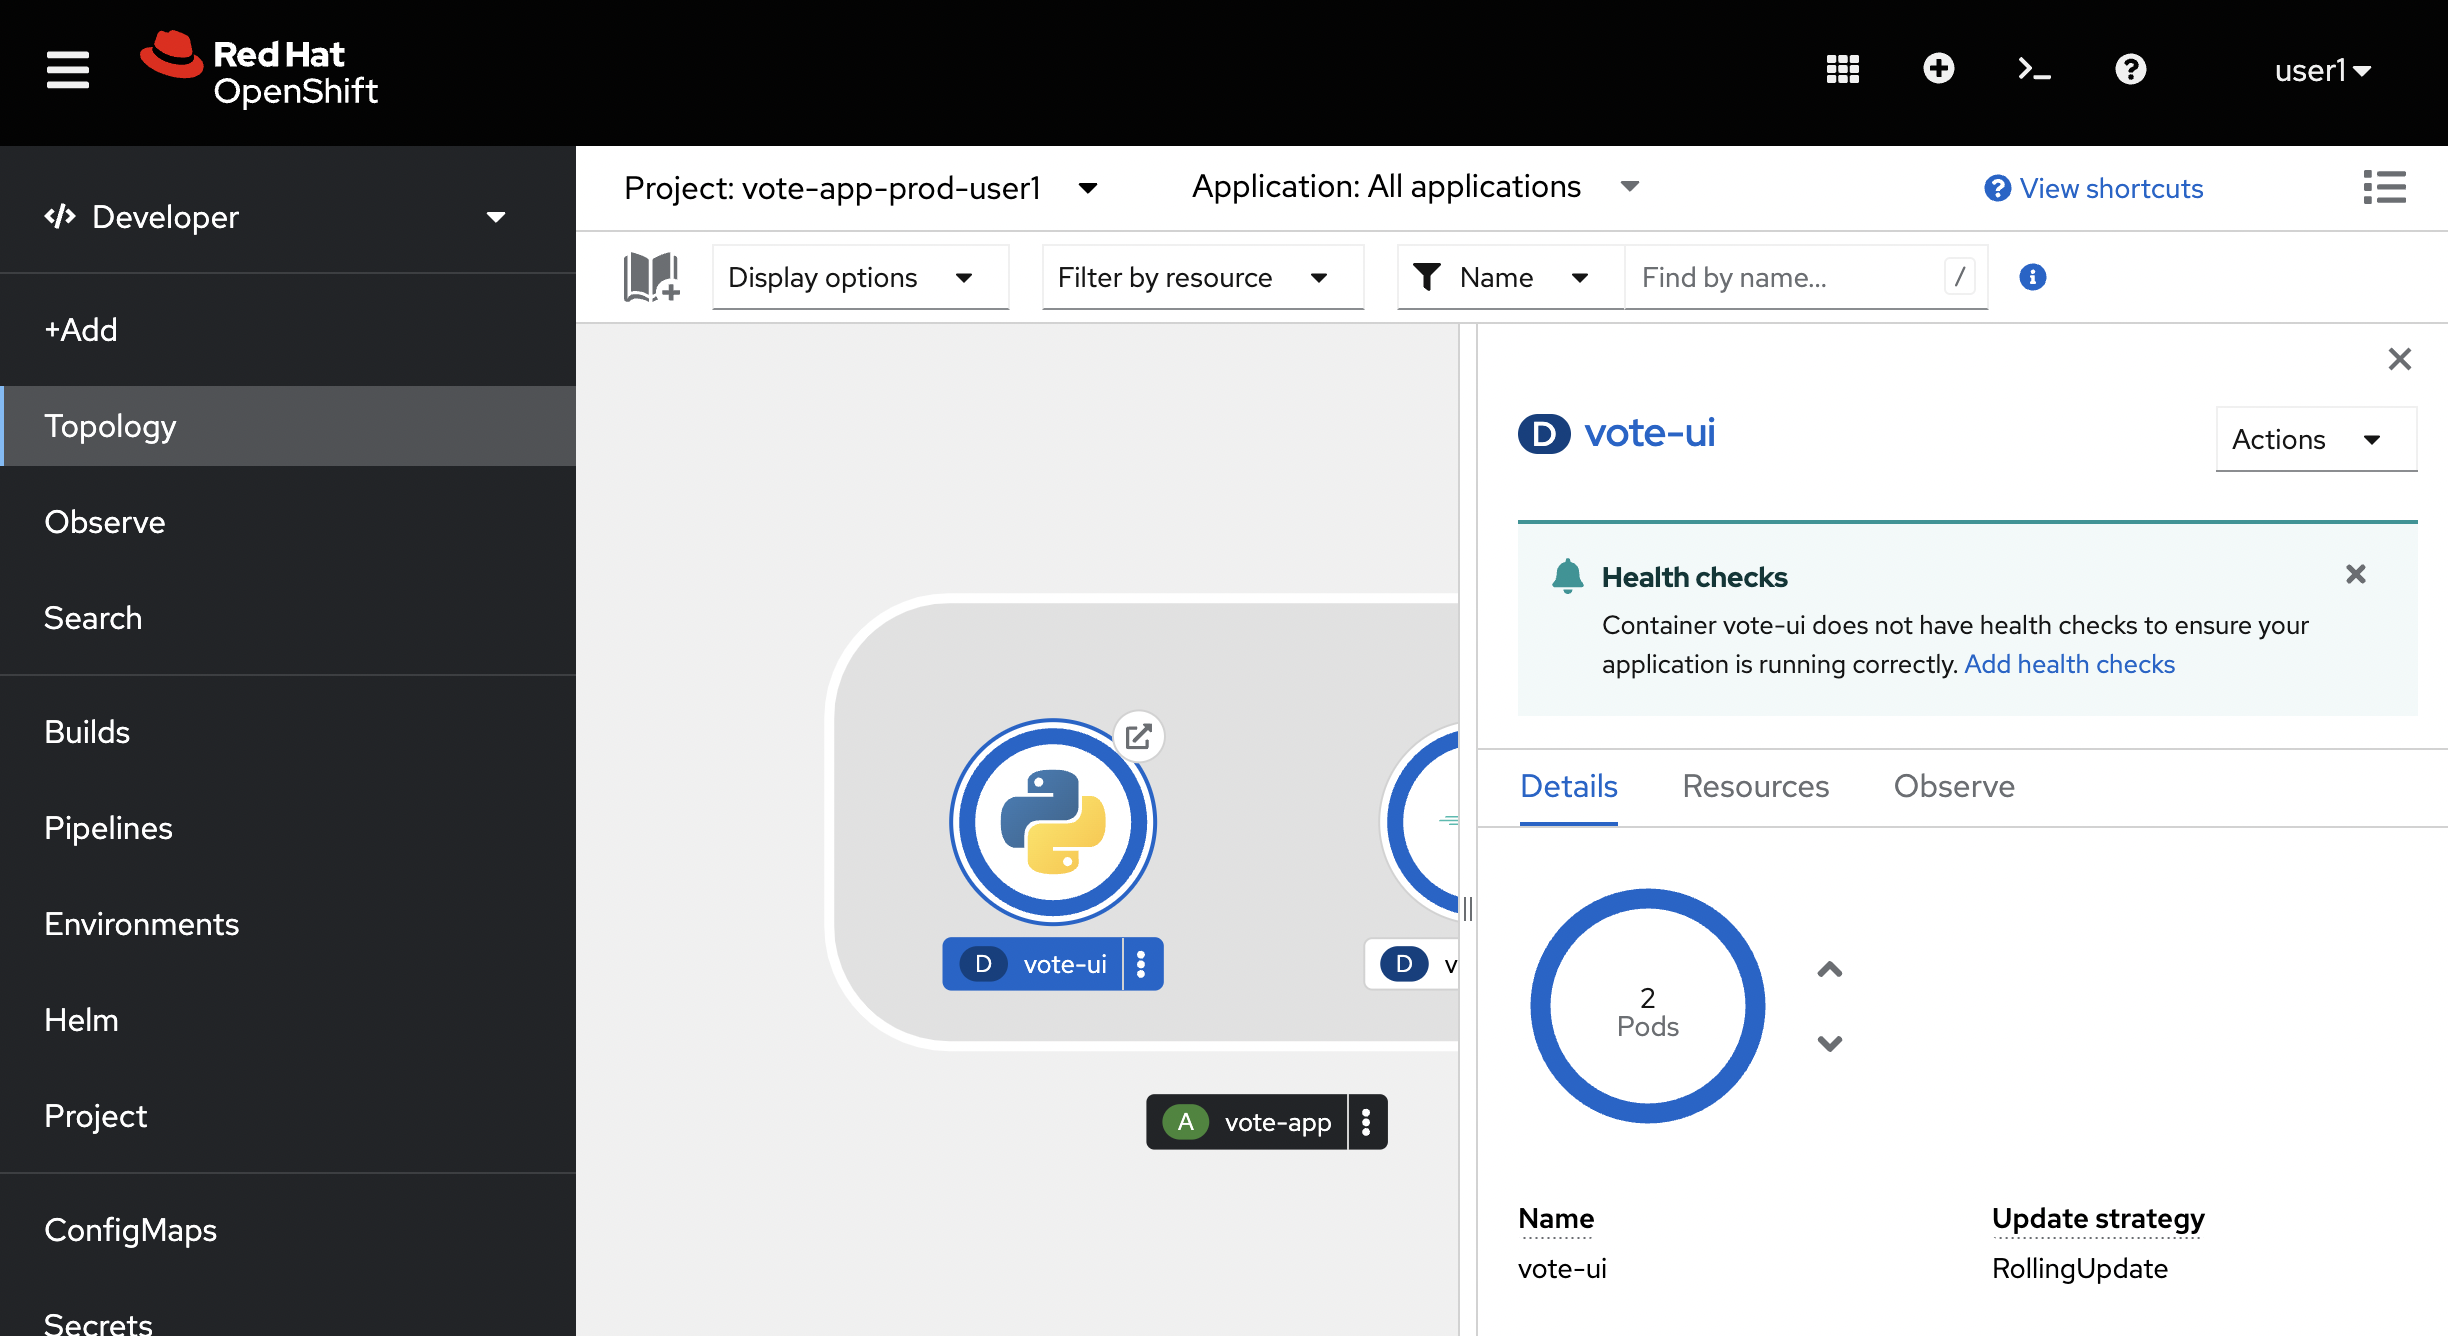 Red Hat
OpenShift
user1
Developer
+Add
Topology
Observe
Search
Builds
Pipelines
Environments
Helm
Project
ConfigMaps
Secrets
Project: vote-app-prod-user1
Application: All applications
View shortcuts
Display options
Filter by resource
Name
Find by name...
/
D vote-ui
D v
A vote-app
D vote-ui
Actions
Health checks
Container vote-ui does not have health checks to ensure your
application is running correctly. Add health checks
Details
Resources
Observe
2
Pods
Name
vote-ui
Update strategy
RollingUpdate